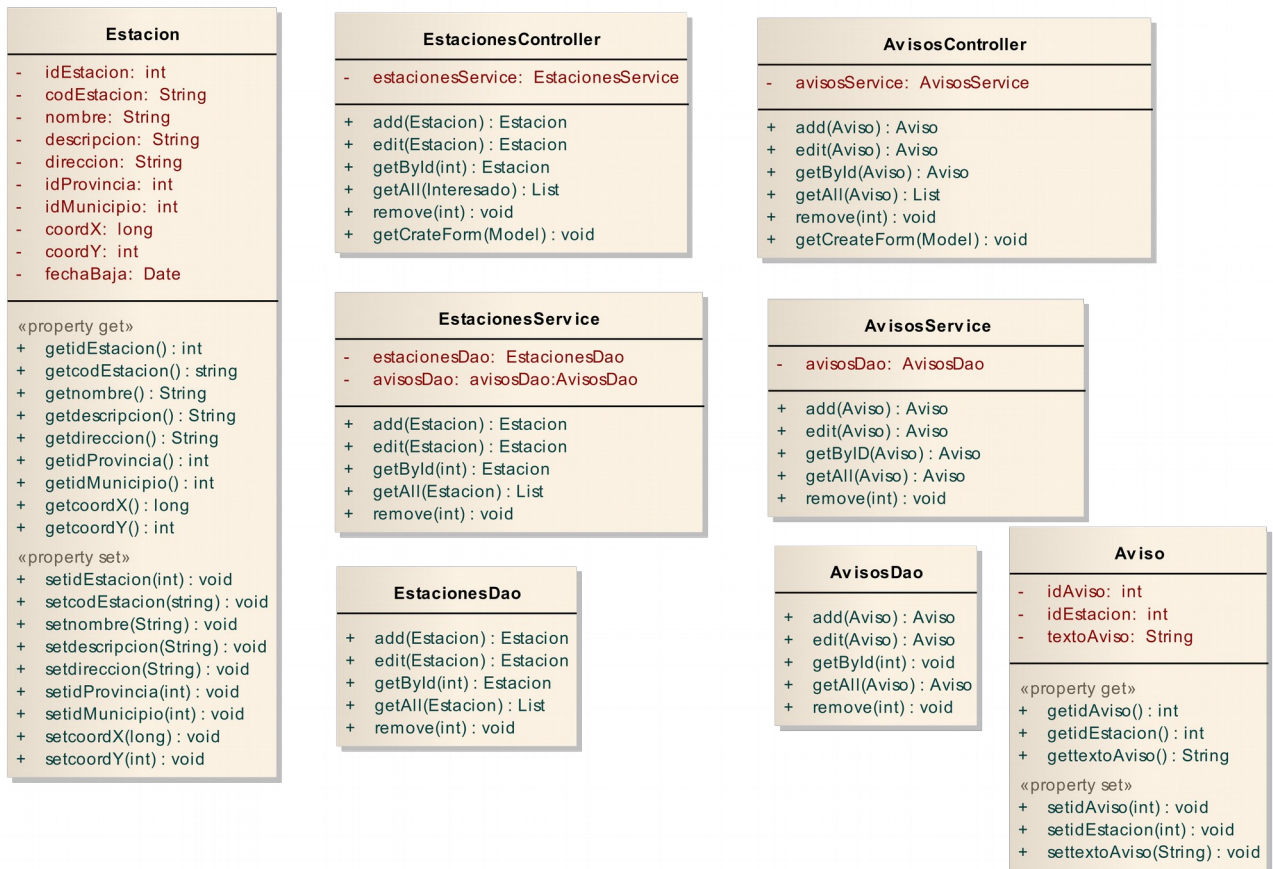 Estacion
- idEstacion: int
- codEstacion: String
- nombre: String
- descripcion: String
- direccion: String
- idProvincia: int
- idMunicipio: int
- coordX: long
- coordY: int
- fechaBaja: Date
«property get»
+ getidEstacion() : int
+ getcodEstacion() : string
+ getnombre() : String
+ getdescripcion() : String
+ getdireccion() : String
+ getidProvincia() : int
+ getidMunicipio() : int
+ getcoordX() : long
+ getcoordY() : int
«property set»
+ setidEstacion(int) : void
+ setcodEstacion(string) : void
+ setnombre(String) : void
+ setdescripcion(String) : void
+ setdireccion(String) : void
+ setidProvincia(int) : void
+ setidMunicipio(int) : void
+ setcoordX(long) : void
+ setcoordY(int) : void
EstacionesController
- estacionesService: EstacionesService
+ add(Estacion) : Estacion
+ edit(Estacion) : Estacion
+ getById(int) : Estacion
+ getAll(Interesado) : List
+ remove(int) : void
+ getCrateForm(Model) : void
EstacionesService
- estacionesDao: EstacionesDao
- avisosDao: avisosDao:AvisosDao
+ add(Estacion) : Estacion
+ edit(Estacion) : Estacion
+ getById(int) : Estacion
+ getAll(Estacion) : List
+ remove(int) : void
EstacionesDao
+ add(Estacion) : Estacion
+ edit(Estacion) : Estacion
+ getById(int) : Estacion
+ getAll(Estacion) : List
+ remove(int) : void
AvisosController
- avisosService: AvisosService
+ add(Aviso) : Aviso
+ edit(Aviso) : Aviso
+ getById(Aviso) : Aviso
+ getAll(Aviso) : List
+ remove(int) : void
+ getCreateForm(Model) : void
AvisosService
- avisosDao: AvisosDao
+ add(Aviso) : Aviso
+ edit(Aviso) : Aviso
+ getByID(Aviso) : Aviso
+ getAll(Aviso) : Aviso
+ remove(int) : void
AvisosDao
+ add(Aviso) : Aviso
+ edit(Aviso) : Aviso
+ getById(int) : void
+ getAll(Aviso) : Aviso
+ remove(int) : void
Aviso
- idAviso: int
- idEstacion: int
- textoAviso: String
«property get»
+ getidAviso() : int
+ getidEstacion() : int
+ gettextoAviso() : String
«property set»
+ setidAviso(int) : void
+ setidEstacion(int) : void
+ settextoAviso(String) : void